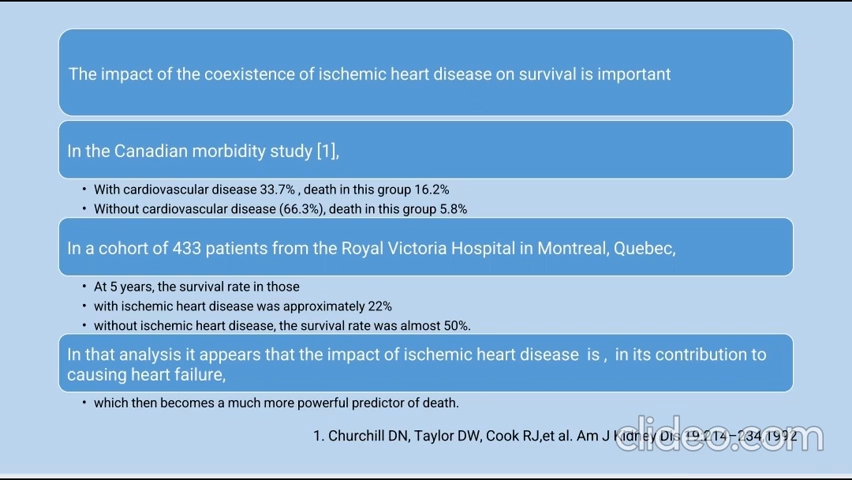 The impact of the coexistence of ischemic heart disease on survival is important
In the Canadian morbidity study [1],
• With cardiovascular disease 33.7% , death in this group 16.2%
• Without cardiovascular disease (66.3%), death in this group 5.8%
In a cohort of 433 patients from the Royal Victoria Hospital in Montreal, Quebec,
• At 5 years, the survival rate in those
• with ischemic heart disease was approximately 22%
• without ischemic heart disease, the survival rate was almost 50%.
In that analysis it appears that the impact of ischemic heart disease is , in its contribution to
causing heart failure,
• which then becomes a much more powerful predictor of death.
1. Churchill DN, Taylor DW, Cook RJ,et al. Am J Kidney Dis 19:214–234,1992
clideo.com